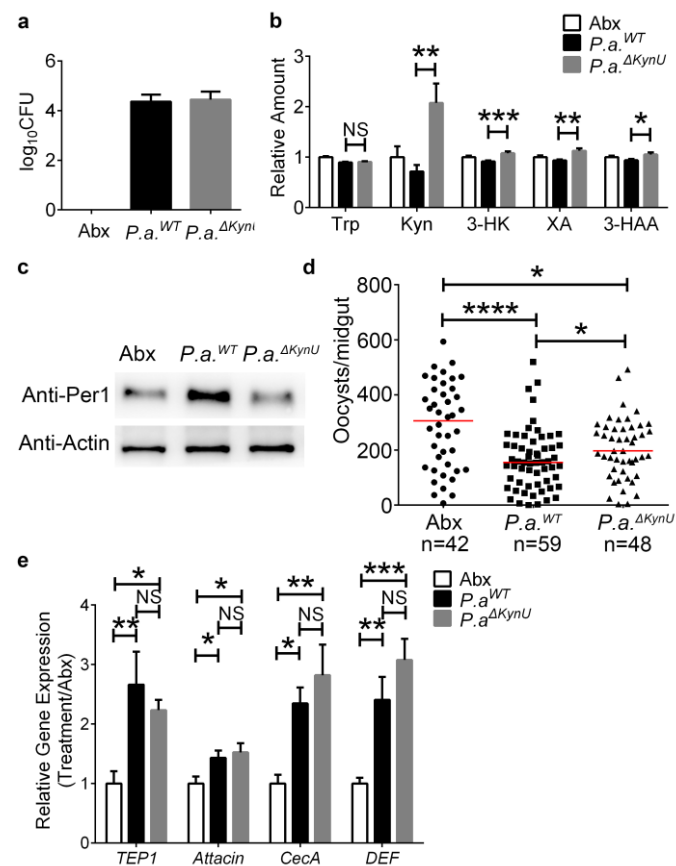 a
log10CFU
6
4
2
0
Abx P.a.WT P.a.ΔKynU
b
Abx
P.a.WT
P.a.ΔKynU
Relative Amount
3
2
1
0
NS ** *** ** *
Trp Kyn 3-HK XA 3-HAA
c
Abx P.a.WT P.a.ΔKynU
Anti-Per1
Anti-Actin
d
Oocysts/midgut
800
600
400
200
0
*
****
*
Abx P.a.WT P.a.ΔKynU
n=42 n=59 n=48
e
Abx
P.aWT
P.aΔKynU
Relative Gene Expression
(Treatment/Abx)
4
3
2
1
0
* * ** ***
NS NS NS NS
** * * **
TEP1 Attacin CecA DEF